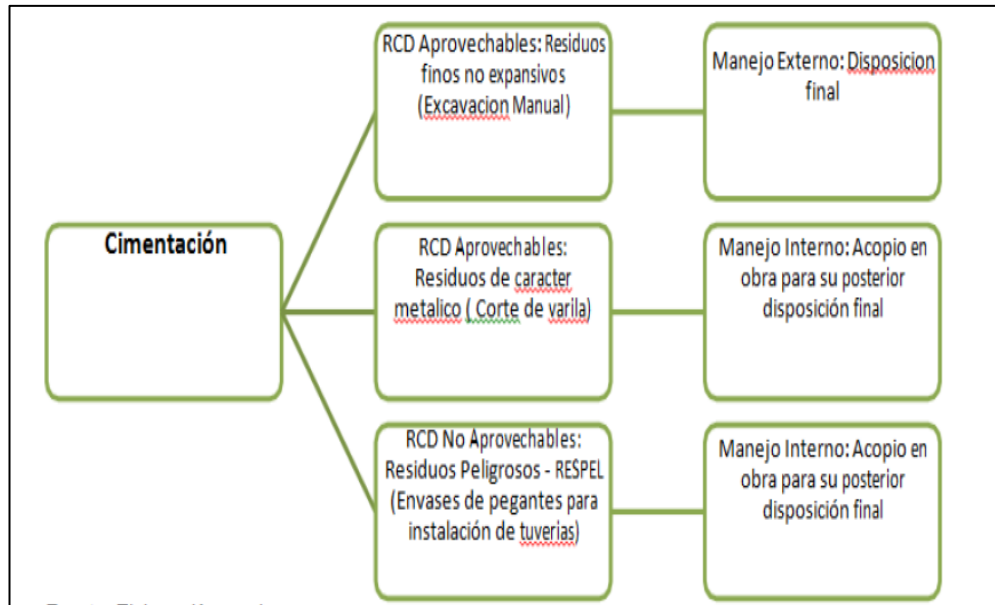 Cimentación
RCD Aprovechables: Residuos
finos no expansivos
(Excavacion Manual)
Manejo Externo: Disposicion
final
RCD Aprovechables:
Residuos de caracter
metalico ( Corte de varila)
Manejo Interno: Acopio en
obra para su posterior
disposición final
RCD No Aprovechables:
Residuos Peligrosos - RESPEL
(Envases de pegantes para
instalación de tuverias)
Manejo Interno: Acopio en
obra para su posterior
disposición final